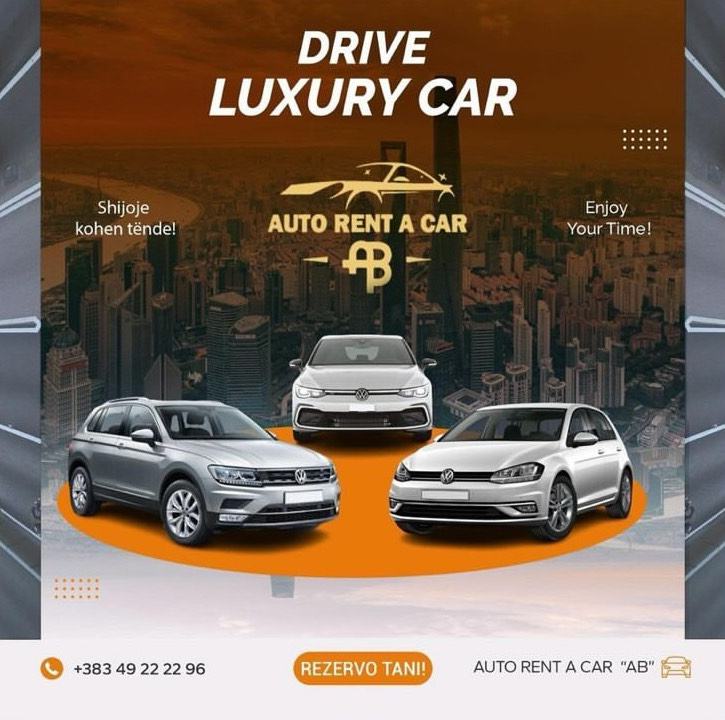 DRIVE
LUXURY CAR
Shijoje
kohen tënde!
AUTO RENT A CAR
AB
Enjoy
Your Time!
+383 49 22 22 96
REZERVO TANI!
AUTO RENT A CAR "AB"